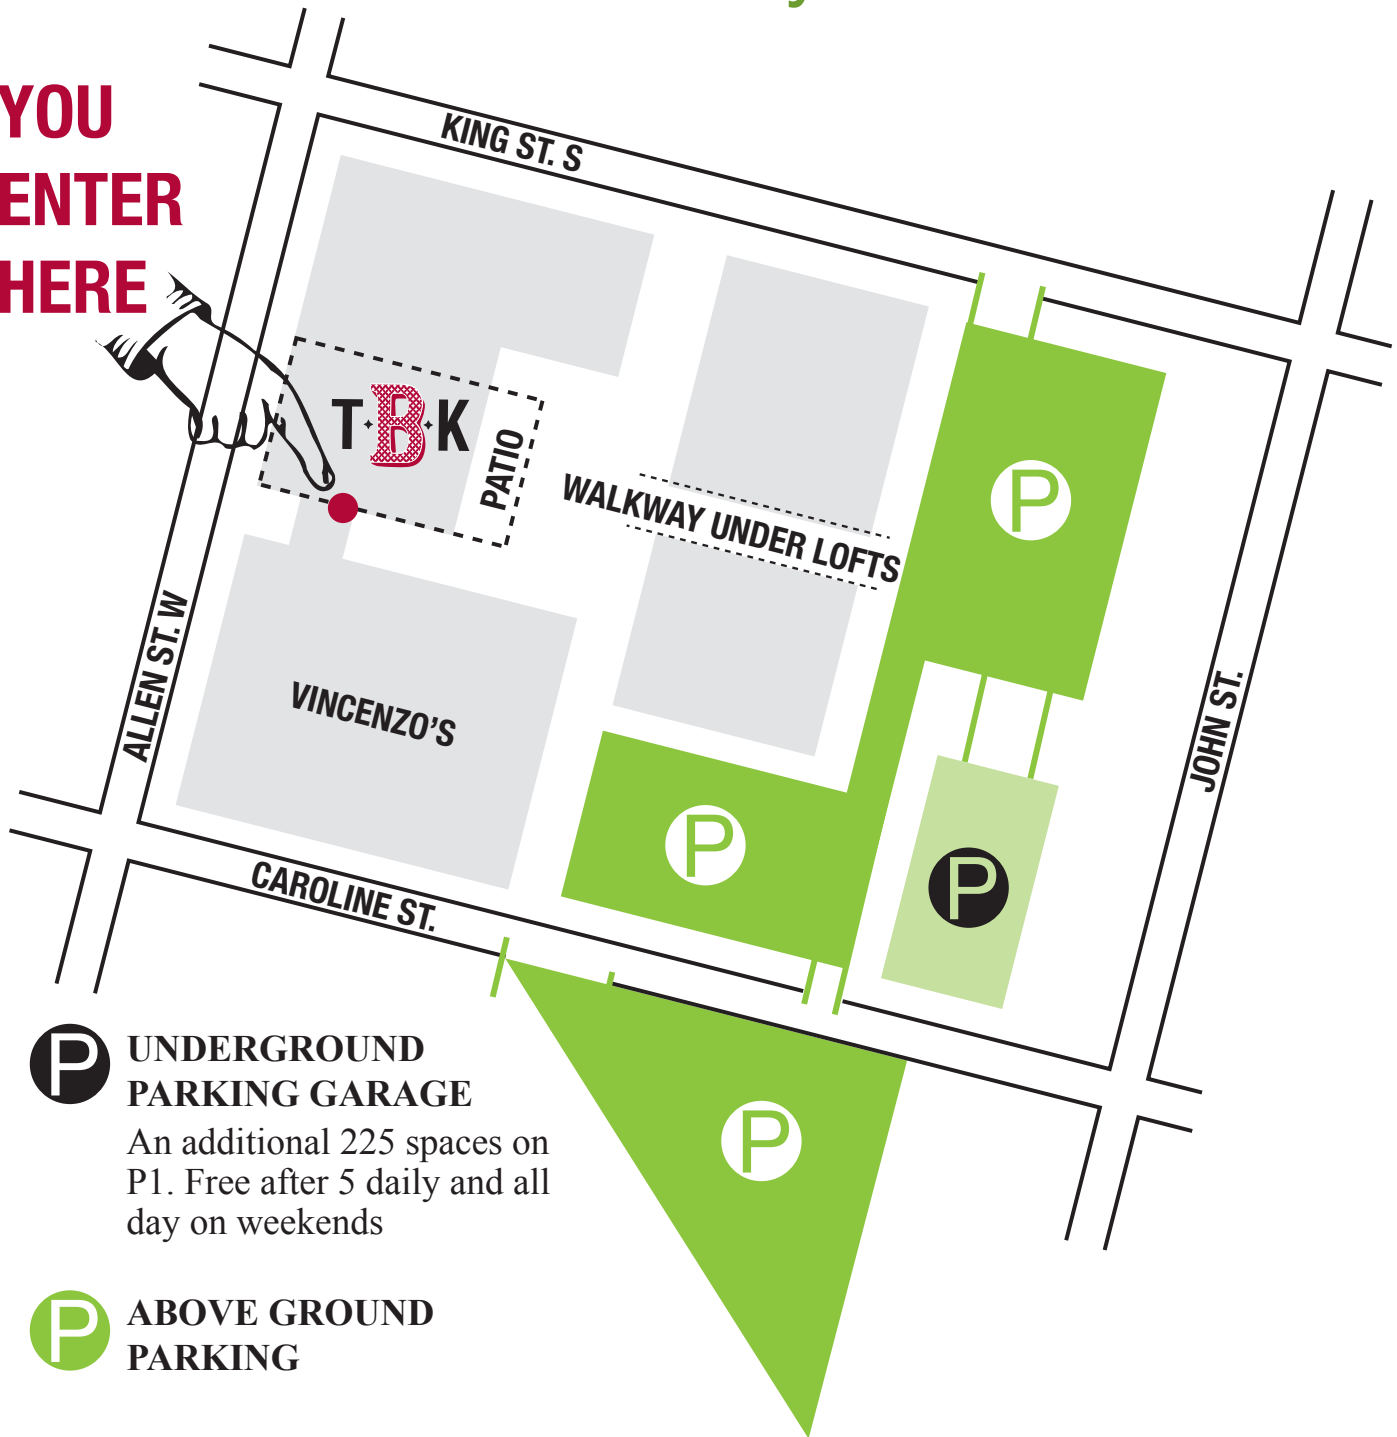 YOU
ENTER
HERE
KING ST. S
T·B·K
PATIO
WALKWAY UNDER LOFTS
P
ALLEN ST. W
VINCENZO'S
JOHN ST.
P
P
CAROLINE ST.
P
P UNDERGROUND
PARKING GARAGE
An additional 225 spaces on
P1. Free after 5 daily and all
day on weekends
P ABOVE GROUND
PARKING